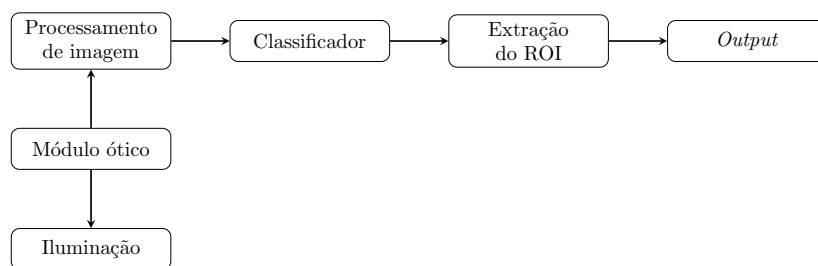 Processamento
de imagem
Classificador
Extração
do ROI
Output
Módulo ótico
Iluminação